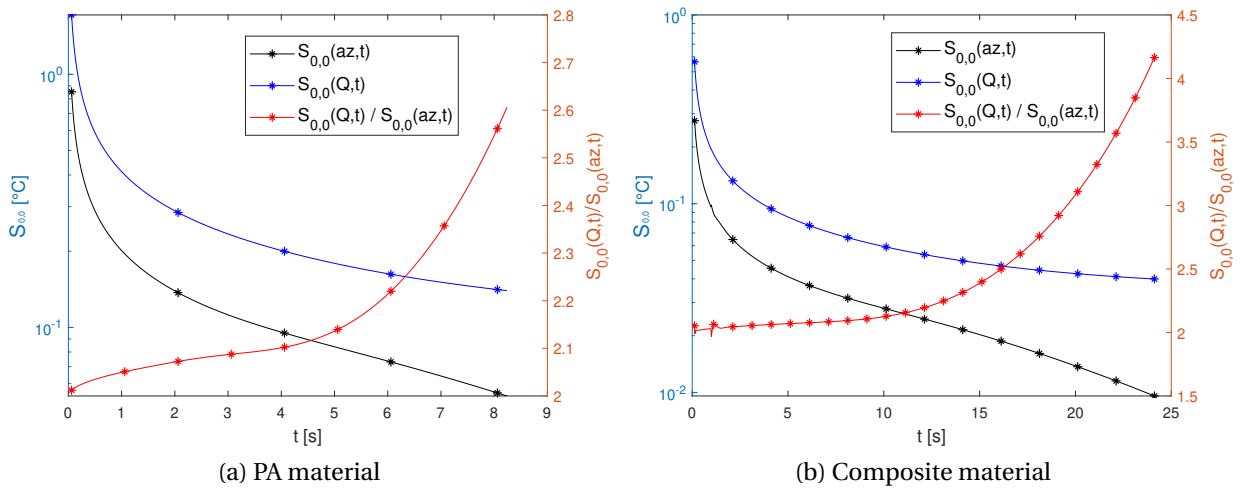 S₀,₀ [°C]
10⁰
10⁻¹
S₀,₀(az,t)
S₀,₀(Q,t)
S₀,₀(Q,t) / S₀,₀(az,t)
2.8
2.7
2.6
2.5
2.4
2.3
2.2
2.1
2
S₀,₀(Q,t)/S₀,₀(az,t)
0 1 2 3 4 5 6 7 8 9
t [s]
(a) PA material
S₀,₀ [°C]
10⁰
10⁻¹
10⁻²
S₀,₀(az,t)
S₀,₀(Q,t)
S₀,₀(Q,t) / S₀,₀(az,t)
4.5
4
3.5
3
2.5
2
1.5
S₀,₀(Q,t)/S₀,₀(az,t)
0 5 10 15 20 25
t [s]
(b) Composite material